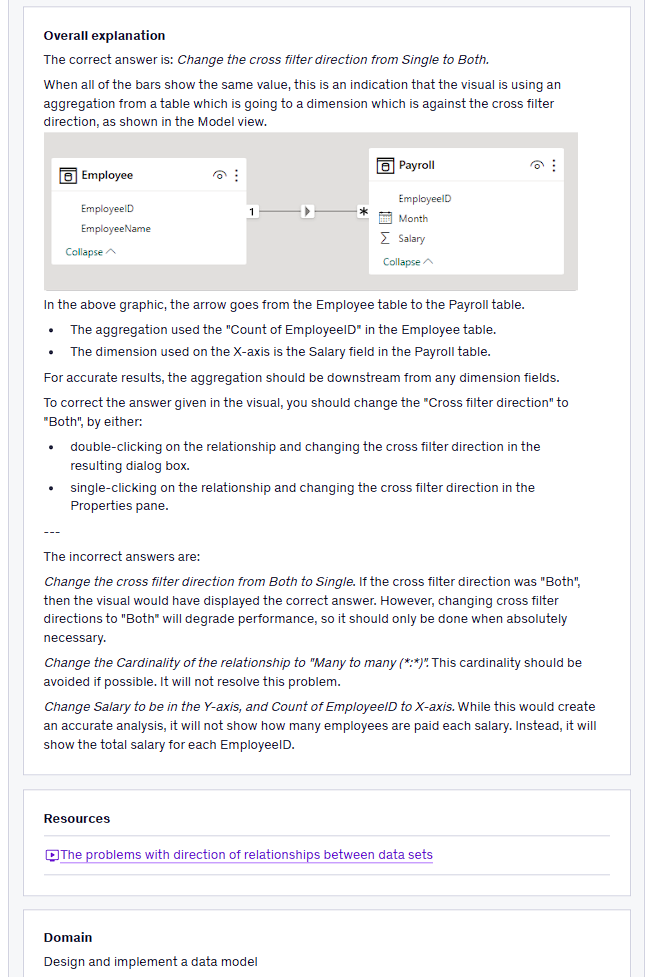 Overall explanation
The correct answer is: Change the cross filter direction from Single to Both.
When all of the bars show the same value, this is an indication that the visual is using an
aggregation from a table which is going to a dimension which is against the cross filter
direction, as shown in the Model view.
Employee
EmployeeID
EmployeeName
Collapse
1
*
Payroll
EmployeeID
Month
Σ Salary
Collapse
In the above graphic, the arrow goes from the Employee table to the Payroll table.
• The aggregation used the "Count of EmployeeID" in the Employee table.
• The dimension used on the X-axis is the Salary field in the Payroll table.
For accurate results, the aggregation should be downstream from any dimension fields.
To correct the answer given in the visual, you should change the "Cross filter direction" to
"Both", by either:
• double-clicking on the relationship and changing the cross filter direction in the
resulting dialog box.
• single-clicking on the relationship and changing the cross filter direction in the
Properties pane.
---
The incorrect answers are:
Change the cross filter direction from Both to Single. If the cross filter direction was "Both",
then the visual would have displayed the correct answer. However, changing cross filter
directions to "Both" will degrade performance, so it should only be done when absolutely
necessary.
Change the Cardinality of the relationship to "Many to many (*:*)". This cardinality should be
avoided if possible. It will not resolve this problem.
Change Salary to be in the Y-axis, and Count of EmployeeID to X-axis. While this would create
an accurate analysis, it will not show how many employees are paid each salary. Instead, it will
show the total salary for each EmployeeID.
Resources
The problems with direction of relationships between data sets
Domain
Design and implement a data model